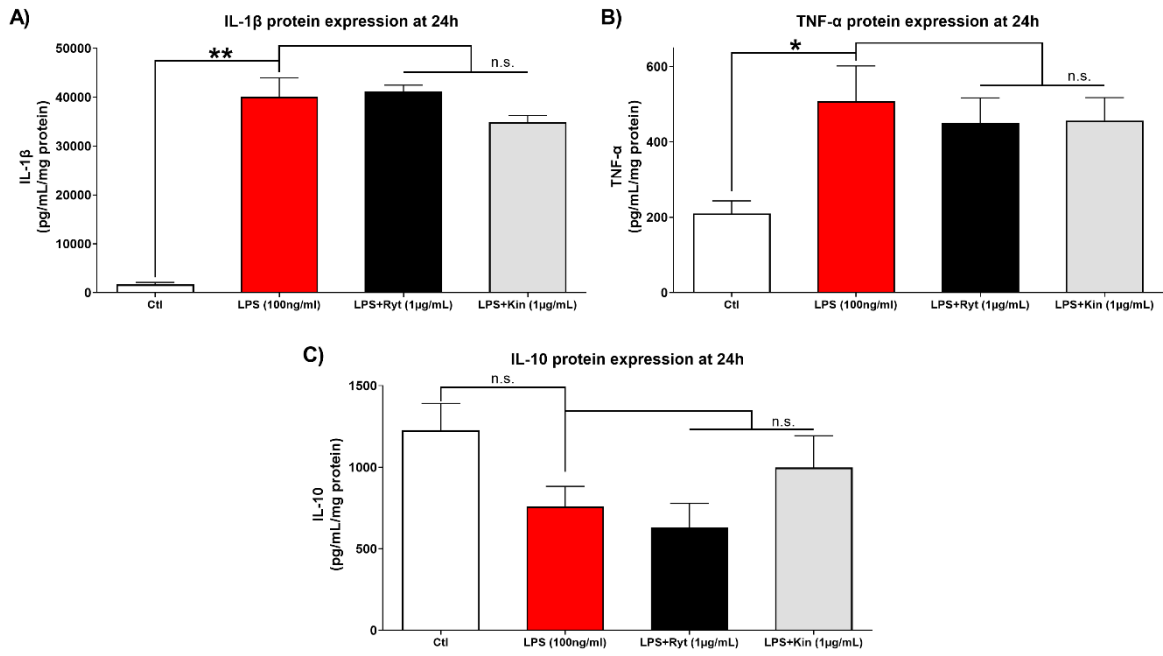 A)
IL-1β protein expression at 24h
IL-1β
(pg/mL/mg protein)
50000
40000
30000
20000
10000
0
**
n.s.
Ctl
LPS (100ng/ml)
LPS+Ryt (1µg/mL)
LPS+Kin (1µg/mL)
B)
TNF-α protein expression at 24h
TNF-α
(pg/mL/mg protein)
600
400
200
0
*
n.s.
Ctl
LPS (100ng/ml)
LPS+Ryt (1µg/mL)
LPS+Kin (1µg/mL)
C)
IL-10 protein expression at 24h
IL-10
(pg/mL/mg protein)
1500
1000
500
0
n.s.
n.s.
Ctl
LPS (100ng/ml)
LPS+Ryt (1µg/mL)
LPS+Kin (1µg/mL)